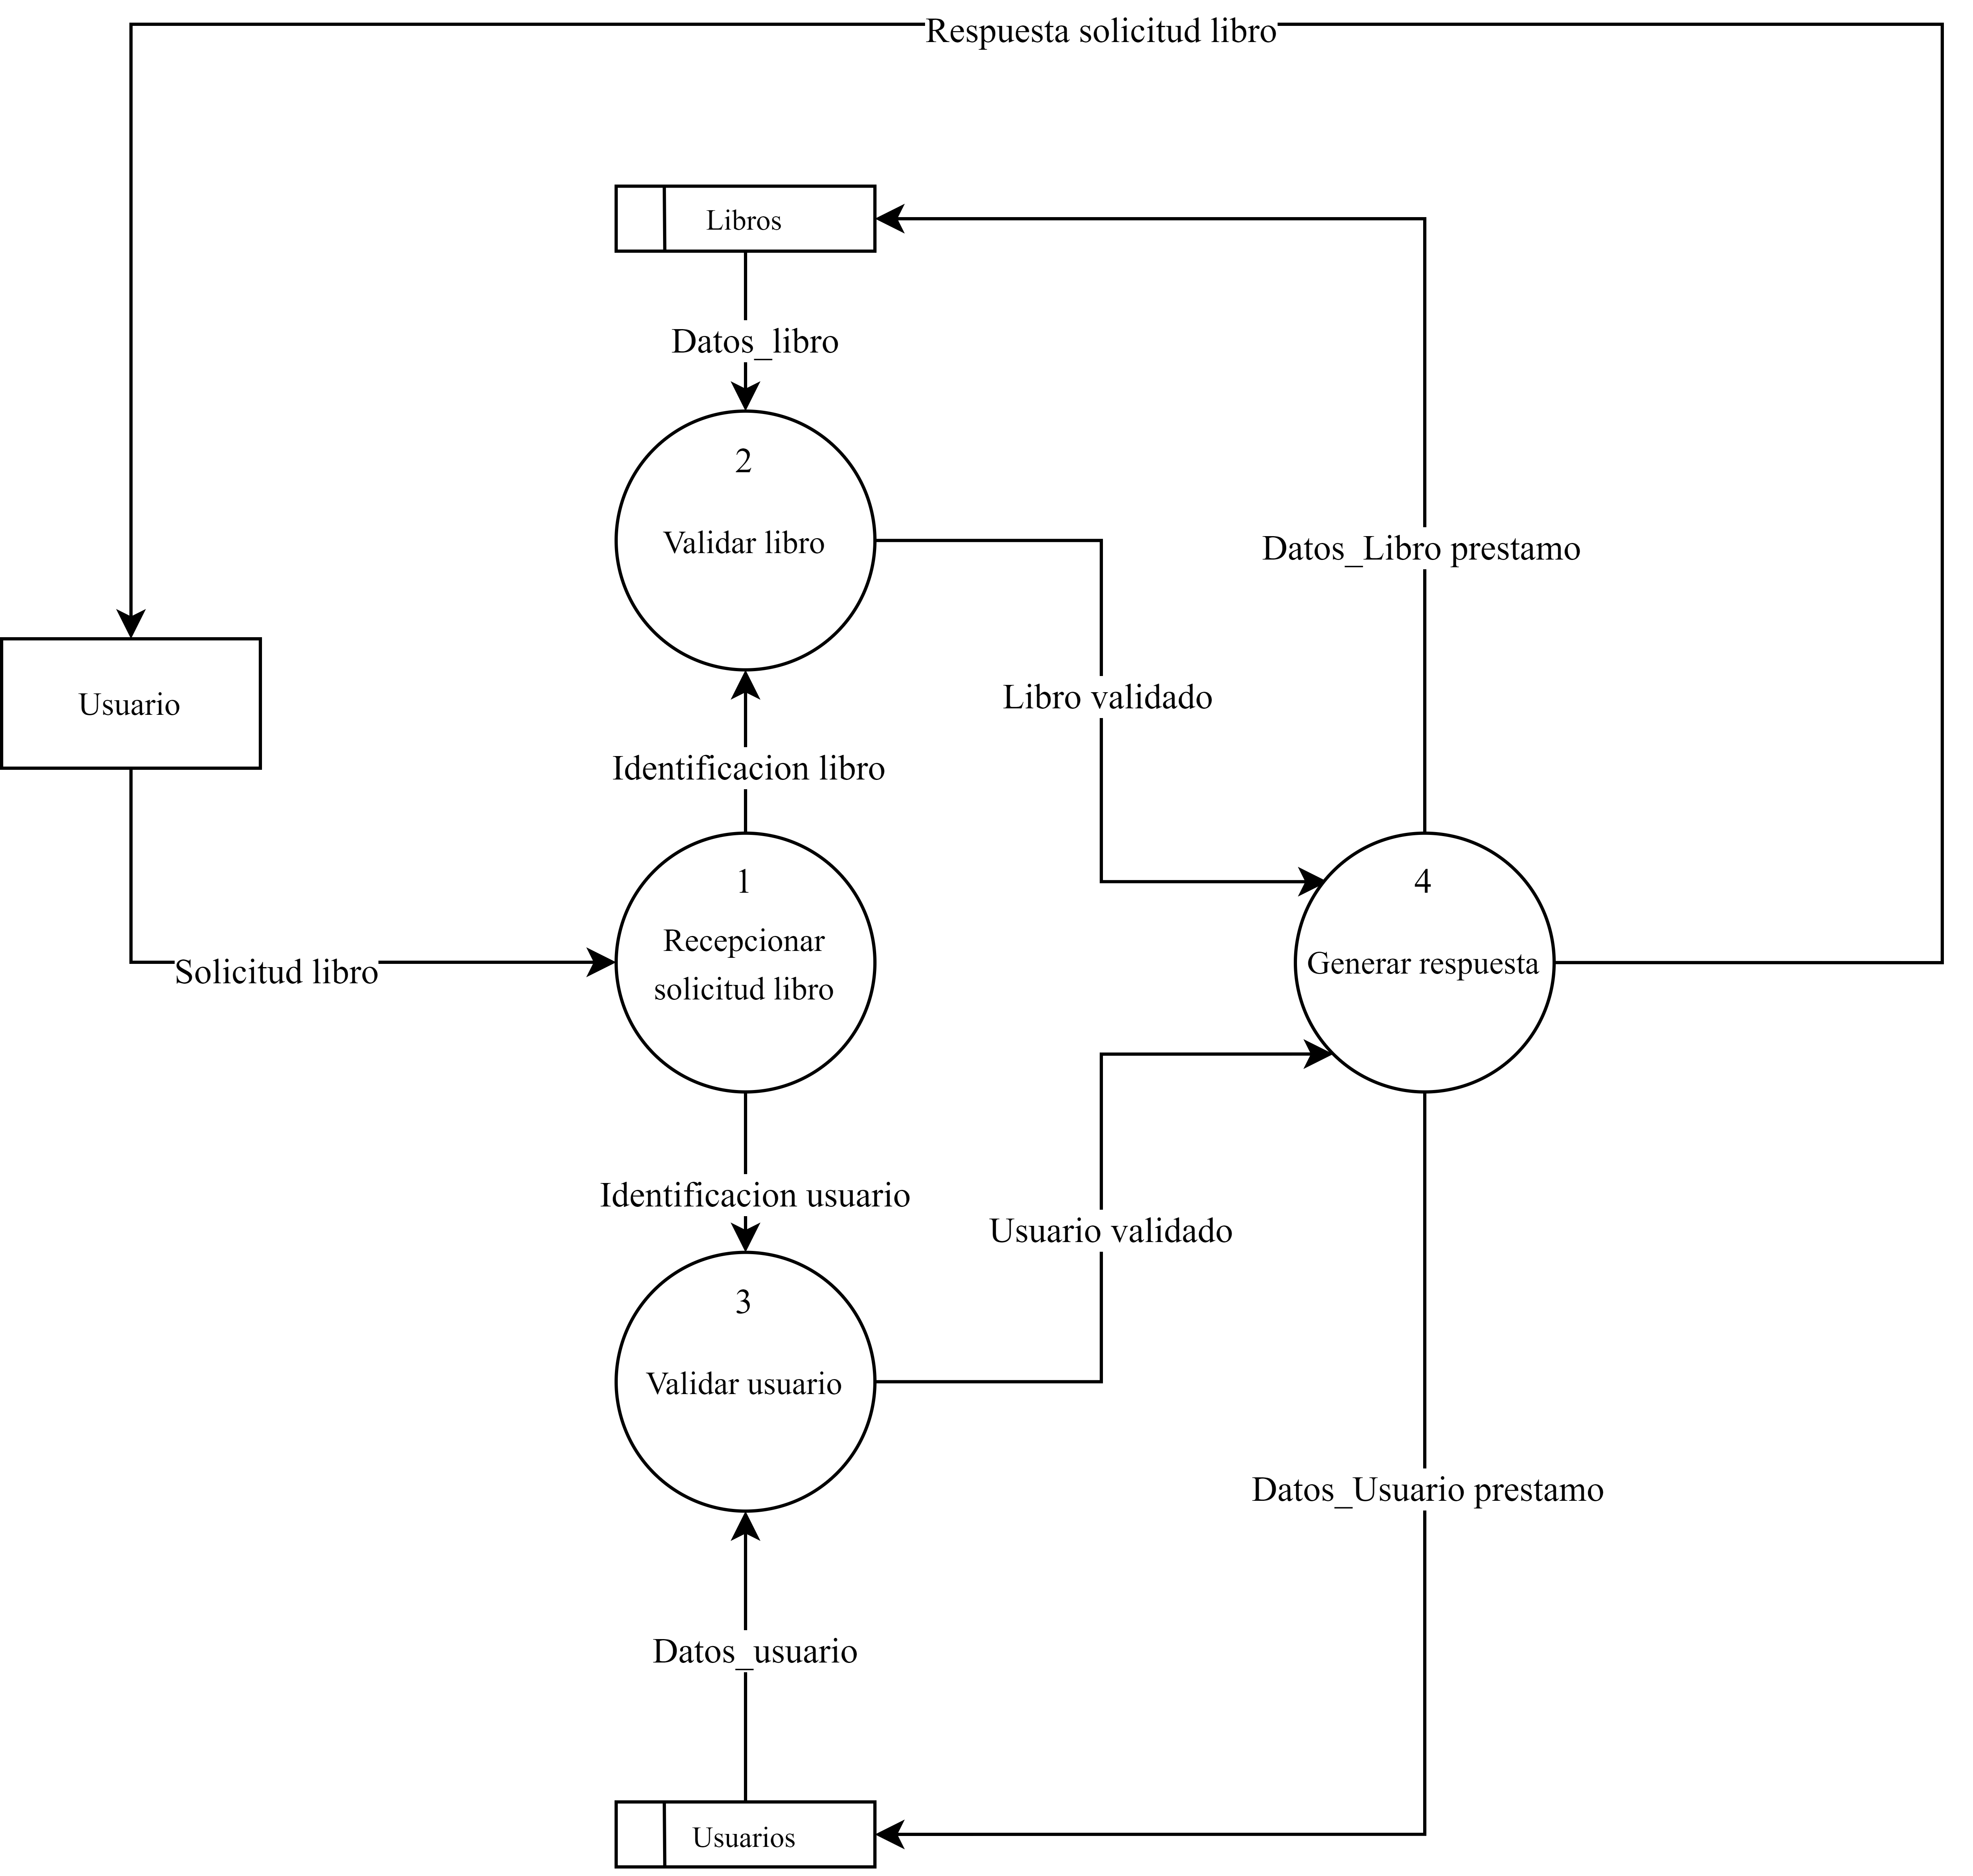 Respuesta solicitud libro
Libros
Datos_libro
2
Validar libro
Datos_Libro prestamo
Libro validado
Usuario
Identificacion libro
1
Recepcionar
solicitud libro
4
Generar respuesta
Solicitud libro
Identificacion usuario
Usuario validado
3
Validar usuario
Datos_Usuario prestamo
Datos_usuario
Usuarios